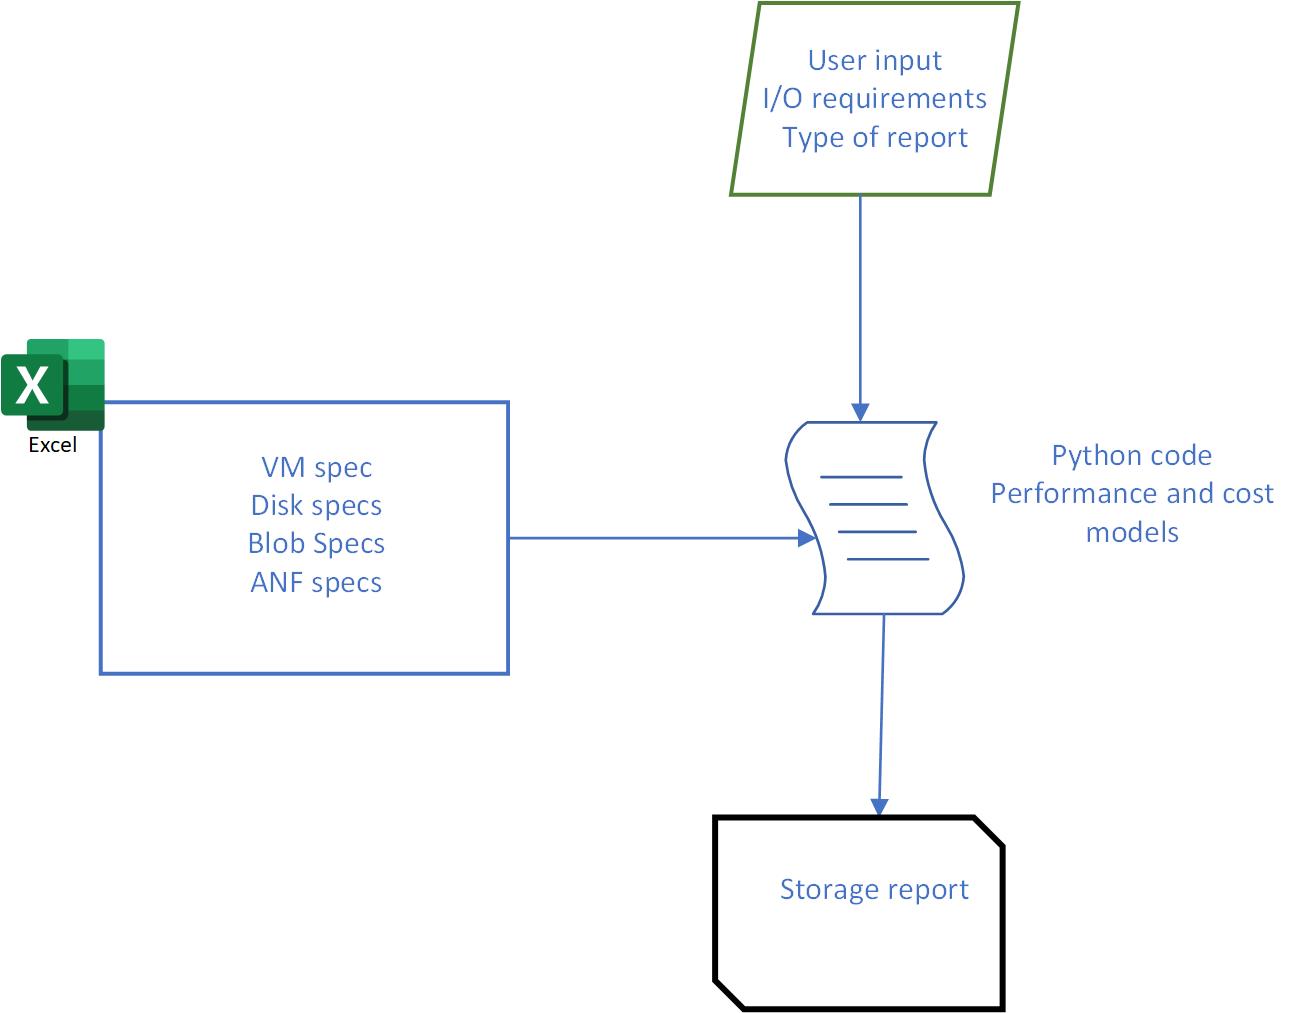 User input
I/O requirements
Type of report
X
Excel
VM spec
Disk specs
Blob Specs
ANF specs
Python code
Performance and cost
models
Storage report